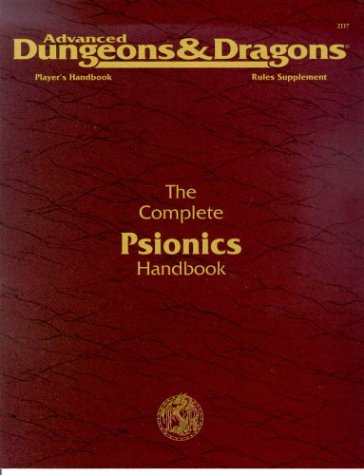 2117
Advanced
Dungeons & Dragons®
Player's Handbook Rules Supplement
The
Complete
Psionics
Handbook